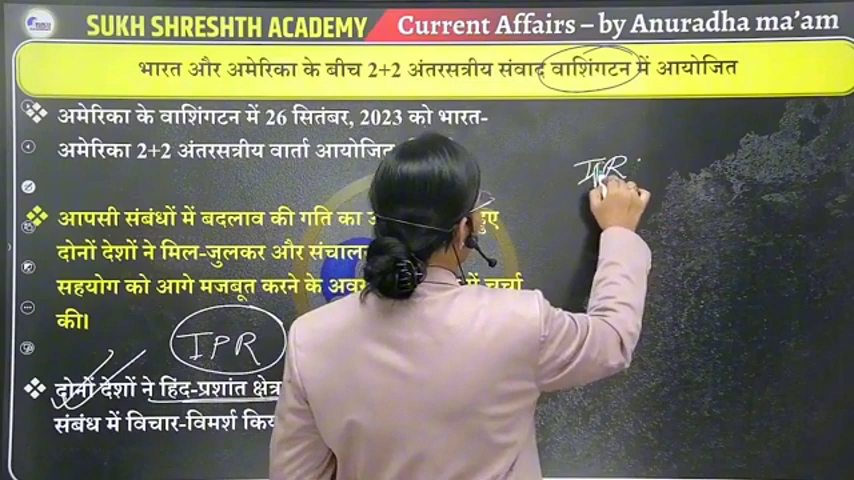 SUKH SHRESHTH ACADEMY
Current Affairs – by Anuradha ma'am
भारत और अमेरिका के बीच 2+2 अंतरसत्रीय संवाद वाशिंगटन में आयोजित
अमेरिका के वाशिंगटन में 26 सितंबर, 2023 को भारत-
अमेरिका 2+2 अंतरसत्रीय वार्ता आयोजित
आपसी संबंधों में बदलाव की गति का
दोनों देशों ने मिल-जुलकर और
सहयोग को आगे मजबूत करने के में चर्चा
की।
IPR
दोनों देशों ने हिंद-प्रशांत क्षेत्र
संबंध में विचार-विमर्श